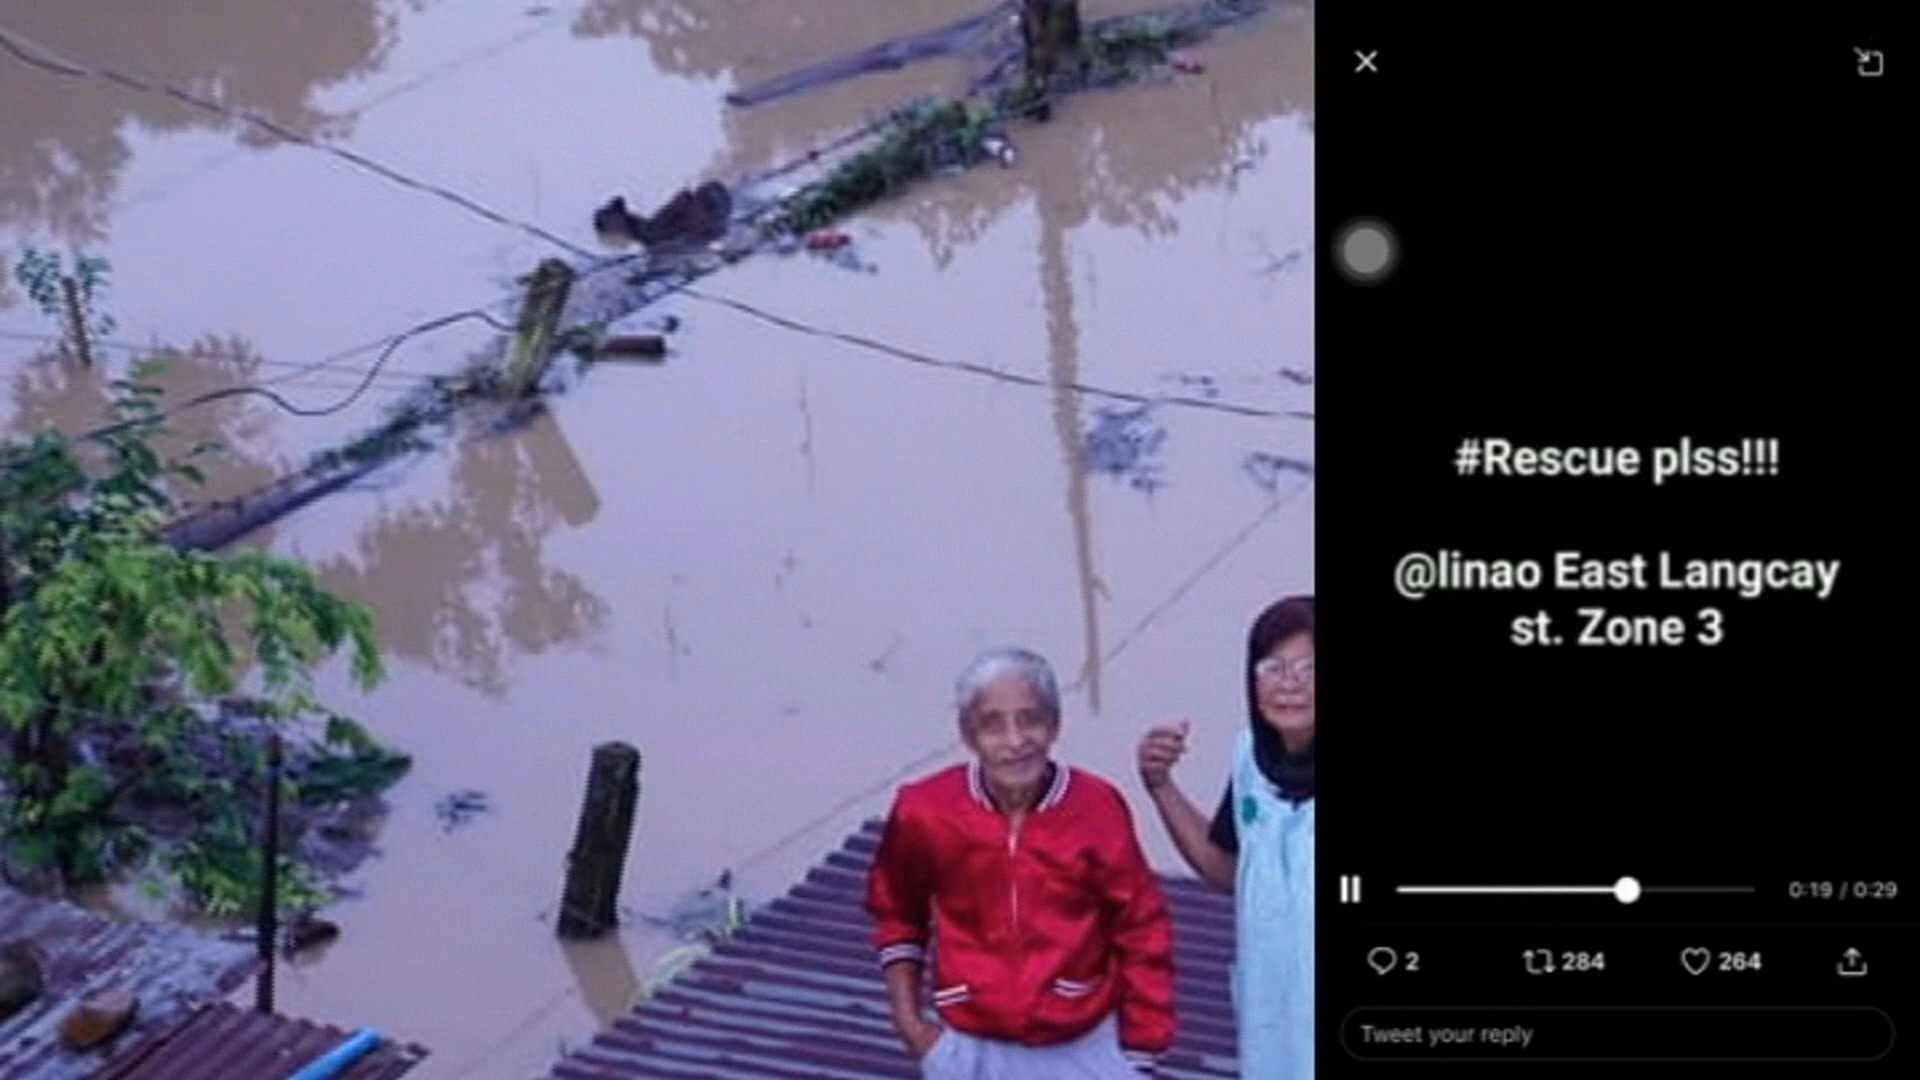 #Rescue plss!!!
@linao East Langcay
st. Zone 3
0:19 / 0:29
2
284
264
Tweet your reply